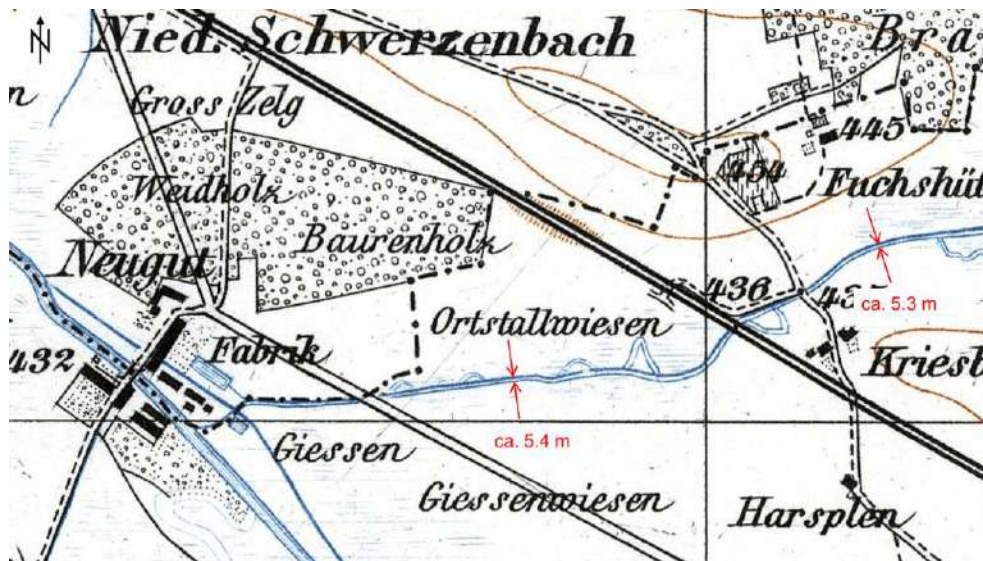 N
Nied. Schwerzenbach
Bra
n
Gross Zelg
445
454
Weidholz
Fuchshüt
Baurenholz
Neugut
436
ca. 5.3 m
Ortstallwiesen
432
Fabrik
Kriesb
ca. 5.4 m
Giessen
Giessenwiesen
Harsplen